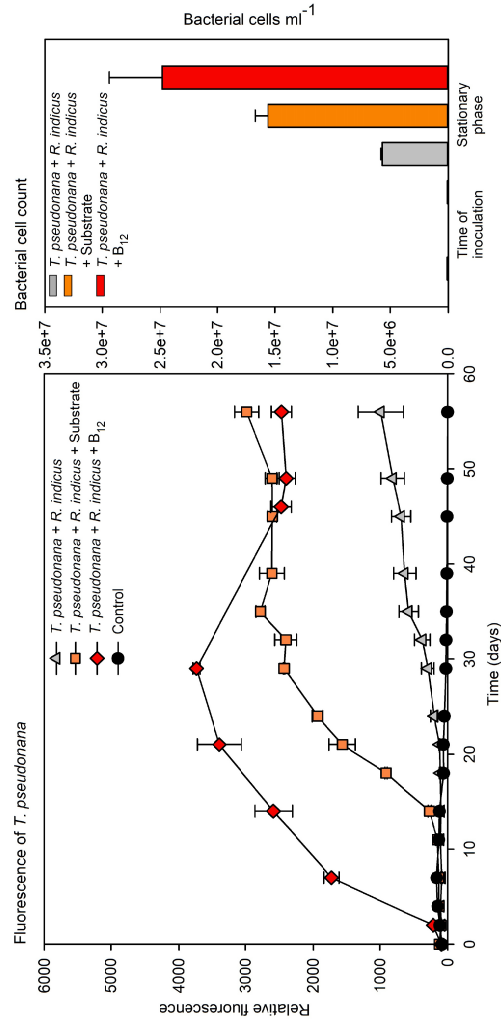 Fluorescence of T. pseudonana
T. pseudonana + R. indicus
T. pseudonana + R. indicus + Substrate
T. pseudonana + R. indicus + B12
Control
Relative fluorescence
6000
5000
4000
3000
2000
1000
0
0
10
20
30
40
50
60
Time (days)
Bacterial cell count
T. pseudonana + R. indicus
T. pseudonana + R. indicus
+ Substrate
T. pseudonana + R. indicus
+ B12
3.5e+7
3.0e+7
2.5e+7
2.0e+7
1.5e+7
1.0e+7
5.0e+6
0.0
Time of
inoculation
Stationary
phase
Bacterial cells ml-1